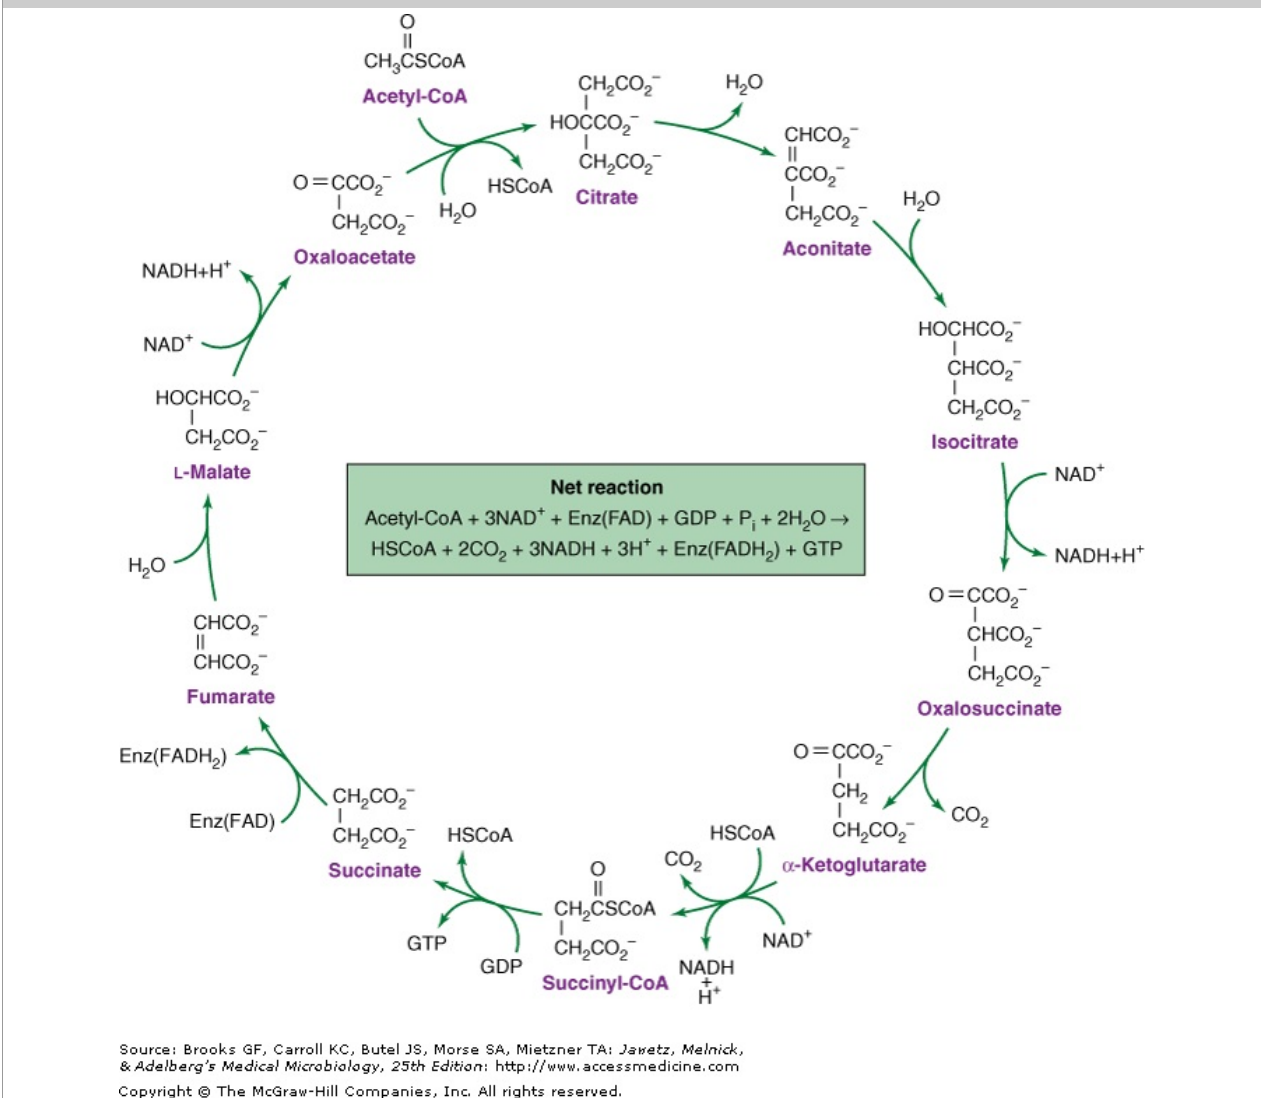 O
||
CH₃CSCoA
Acetyl-CoA
CH₂CO₂⁻
HOCCO₂⁻
CH₂CO₂⁻
Citrate
H₂O
CHCO₂⁻
||
CCO₂⁻
CH₂CO₂⁻
Aconitate
H₂O
HOCHCO₂⁻
CHCO₂⁻
CH₂CO₂⁻
Isocitrate
NAD⁺
NADH+H⁺
O=CCO₂⁻
CHCO₂⁻
CH₂CO₂⁻
Oxalosuccinate
CO₂
O=CCO₂⁻
CH₂
CH₂CO₂⁻
α-Ketoglutarate
HSCoA
CO₂
NAD⁺
NADH
+
H⁺
O
||
CH₂CSCoA
CH₂CO₂⁻
Succinyl-CoA
HSCoA
GTP
GDP
CH₂CO₂⁻
CH₂CO₂⁻
Succinate
Enz(FADH₂)
Enz(FAD)
CHCO₂⁻
||
CHCO₂⁻
Fumarate
H₂O
HOCHCO₂⁻
CH₂CO₂⁻
L-Malate
NAD⁺
NADH+H⁺
O=CCO₂⁻
CH₂CO₂⁻
Oxaloacetate
H₂O
HSCoA
Net reaction
Acetyl-CoA + 3NAD⁺ + Enz(FAD) + GDP + Pᵢ + 2H₂O →
HSCoA + 2CO₂ + 3NADH + 3H⁺ + Enz(FADH₂) + GTP
Source: Brooks GF, Carroll KC, Butel JS, Morse SA, Mietzner TA: Jawetz, Melnick,
& Adelberg's Medical Microbiology, 25th Edition: http://www.accessmedicine.com
Copyright © The McGraw-Hill Companies, Inc. All rights reserved.